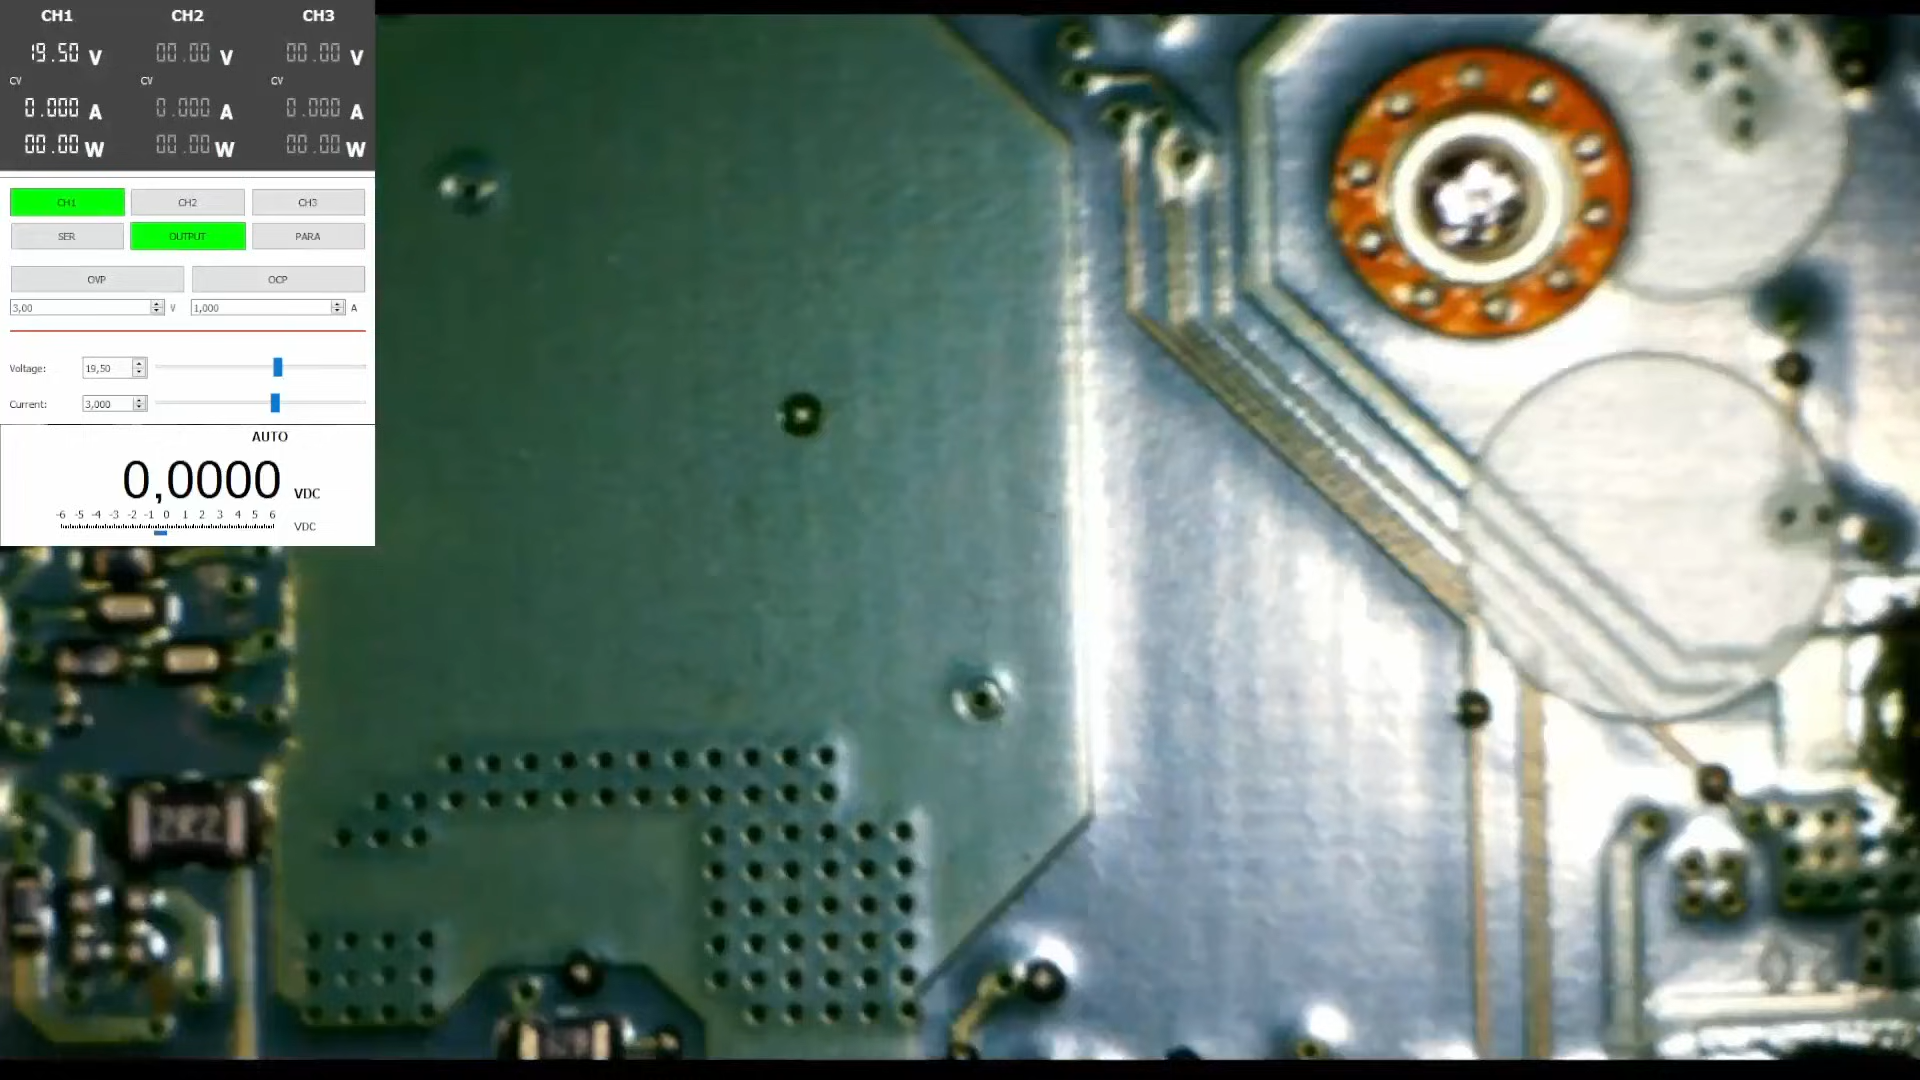 CH1 CH2 CH3
19.50 V 00.00 V 00.00 V
CV CV CV
0.000 A 0.000 A 0.000 A
00.00 W 00.00 W 00.00 W
CH1 CH2 CH3
SER OUTPUT PARA
OVP OCP
3,00 V 1,000 A
Voltage: 19,50
Current: 3,000
AUTO
0,0000 VDC
-6 -5 -4 -3 -2 -1 0 1 2 3 4 5 6
VDC
2R2